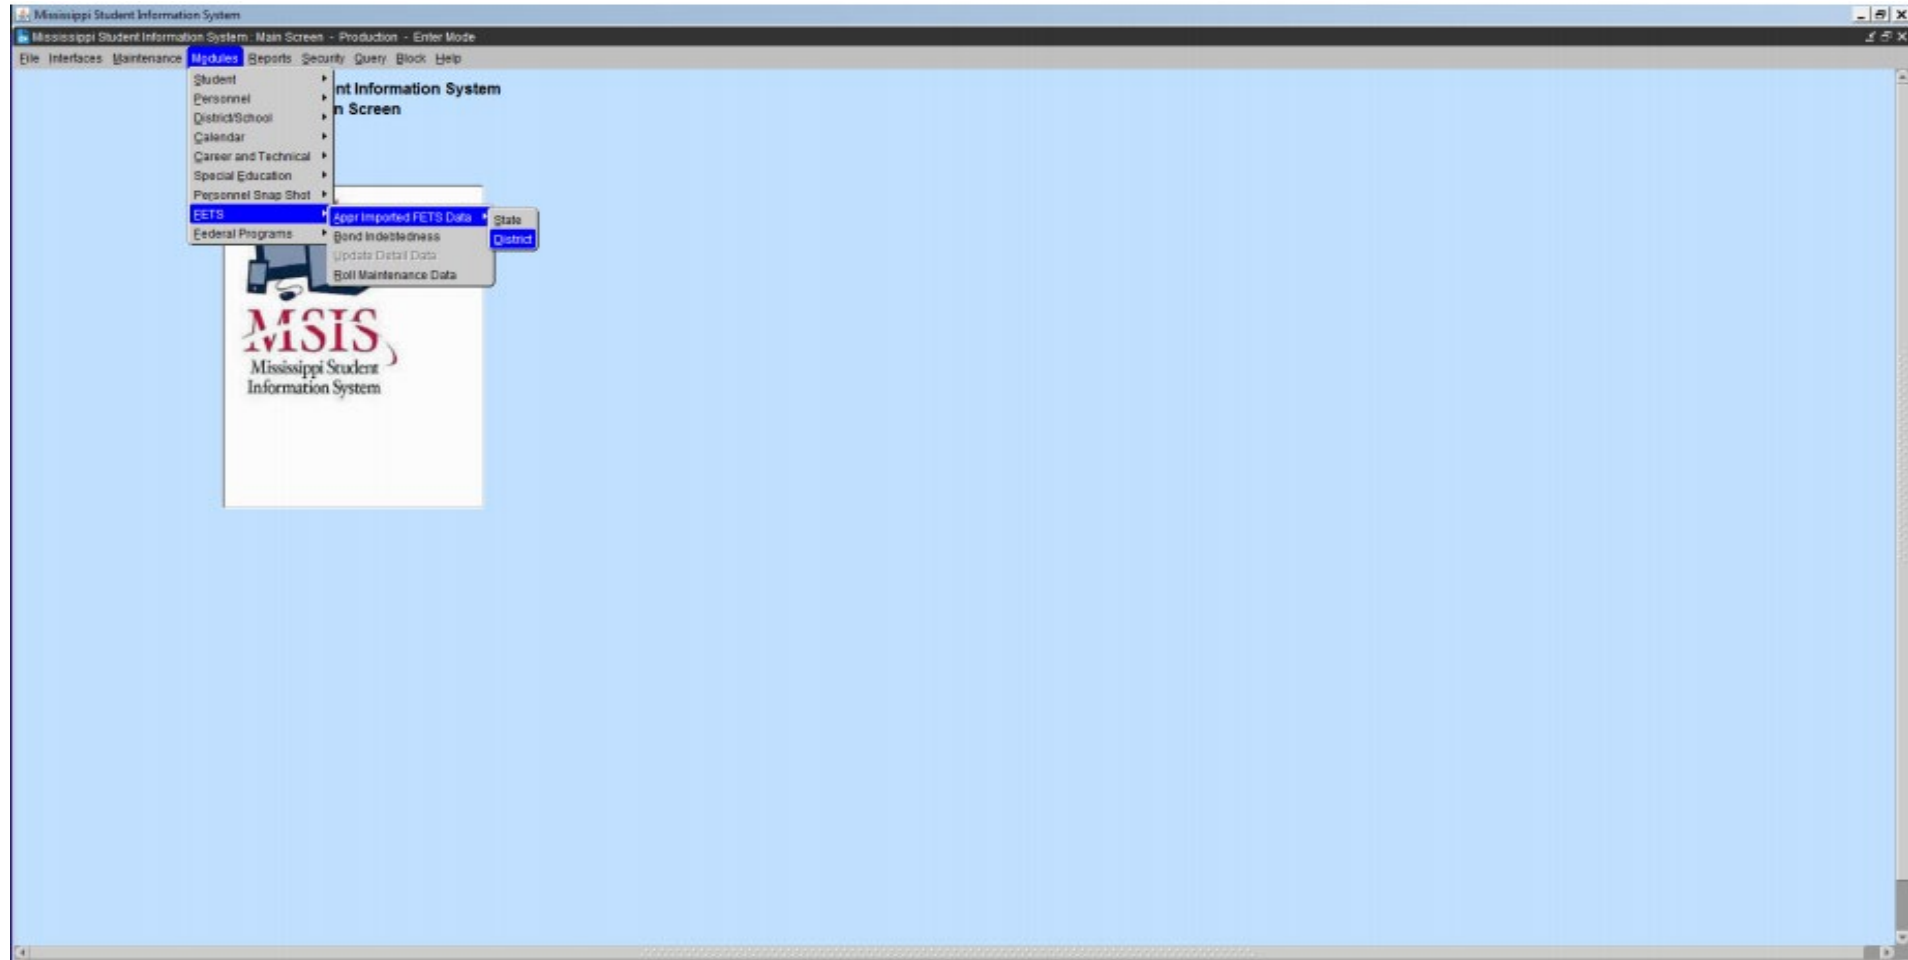 Mississippi Student Information System
Mississippi Student Information System: Main Screen - Production - Enter Mode
File Interfaces Maintenance Modules Reports Security Query Block Help
nt Information System
n Screen
Student
Personnel
District/School
Calendar
Career and Technical
Special Education
Personnel Snap Shot
FETS
Federal Programs
Appr Imported FETS Data
Bond Indebtedness
Update Detail Data
Roll Maintenance Data
State
District
MSIS
Mississippi Student
Information System